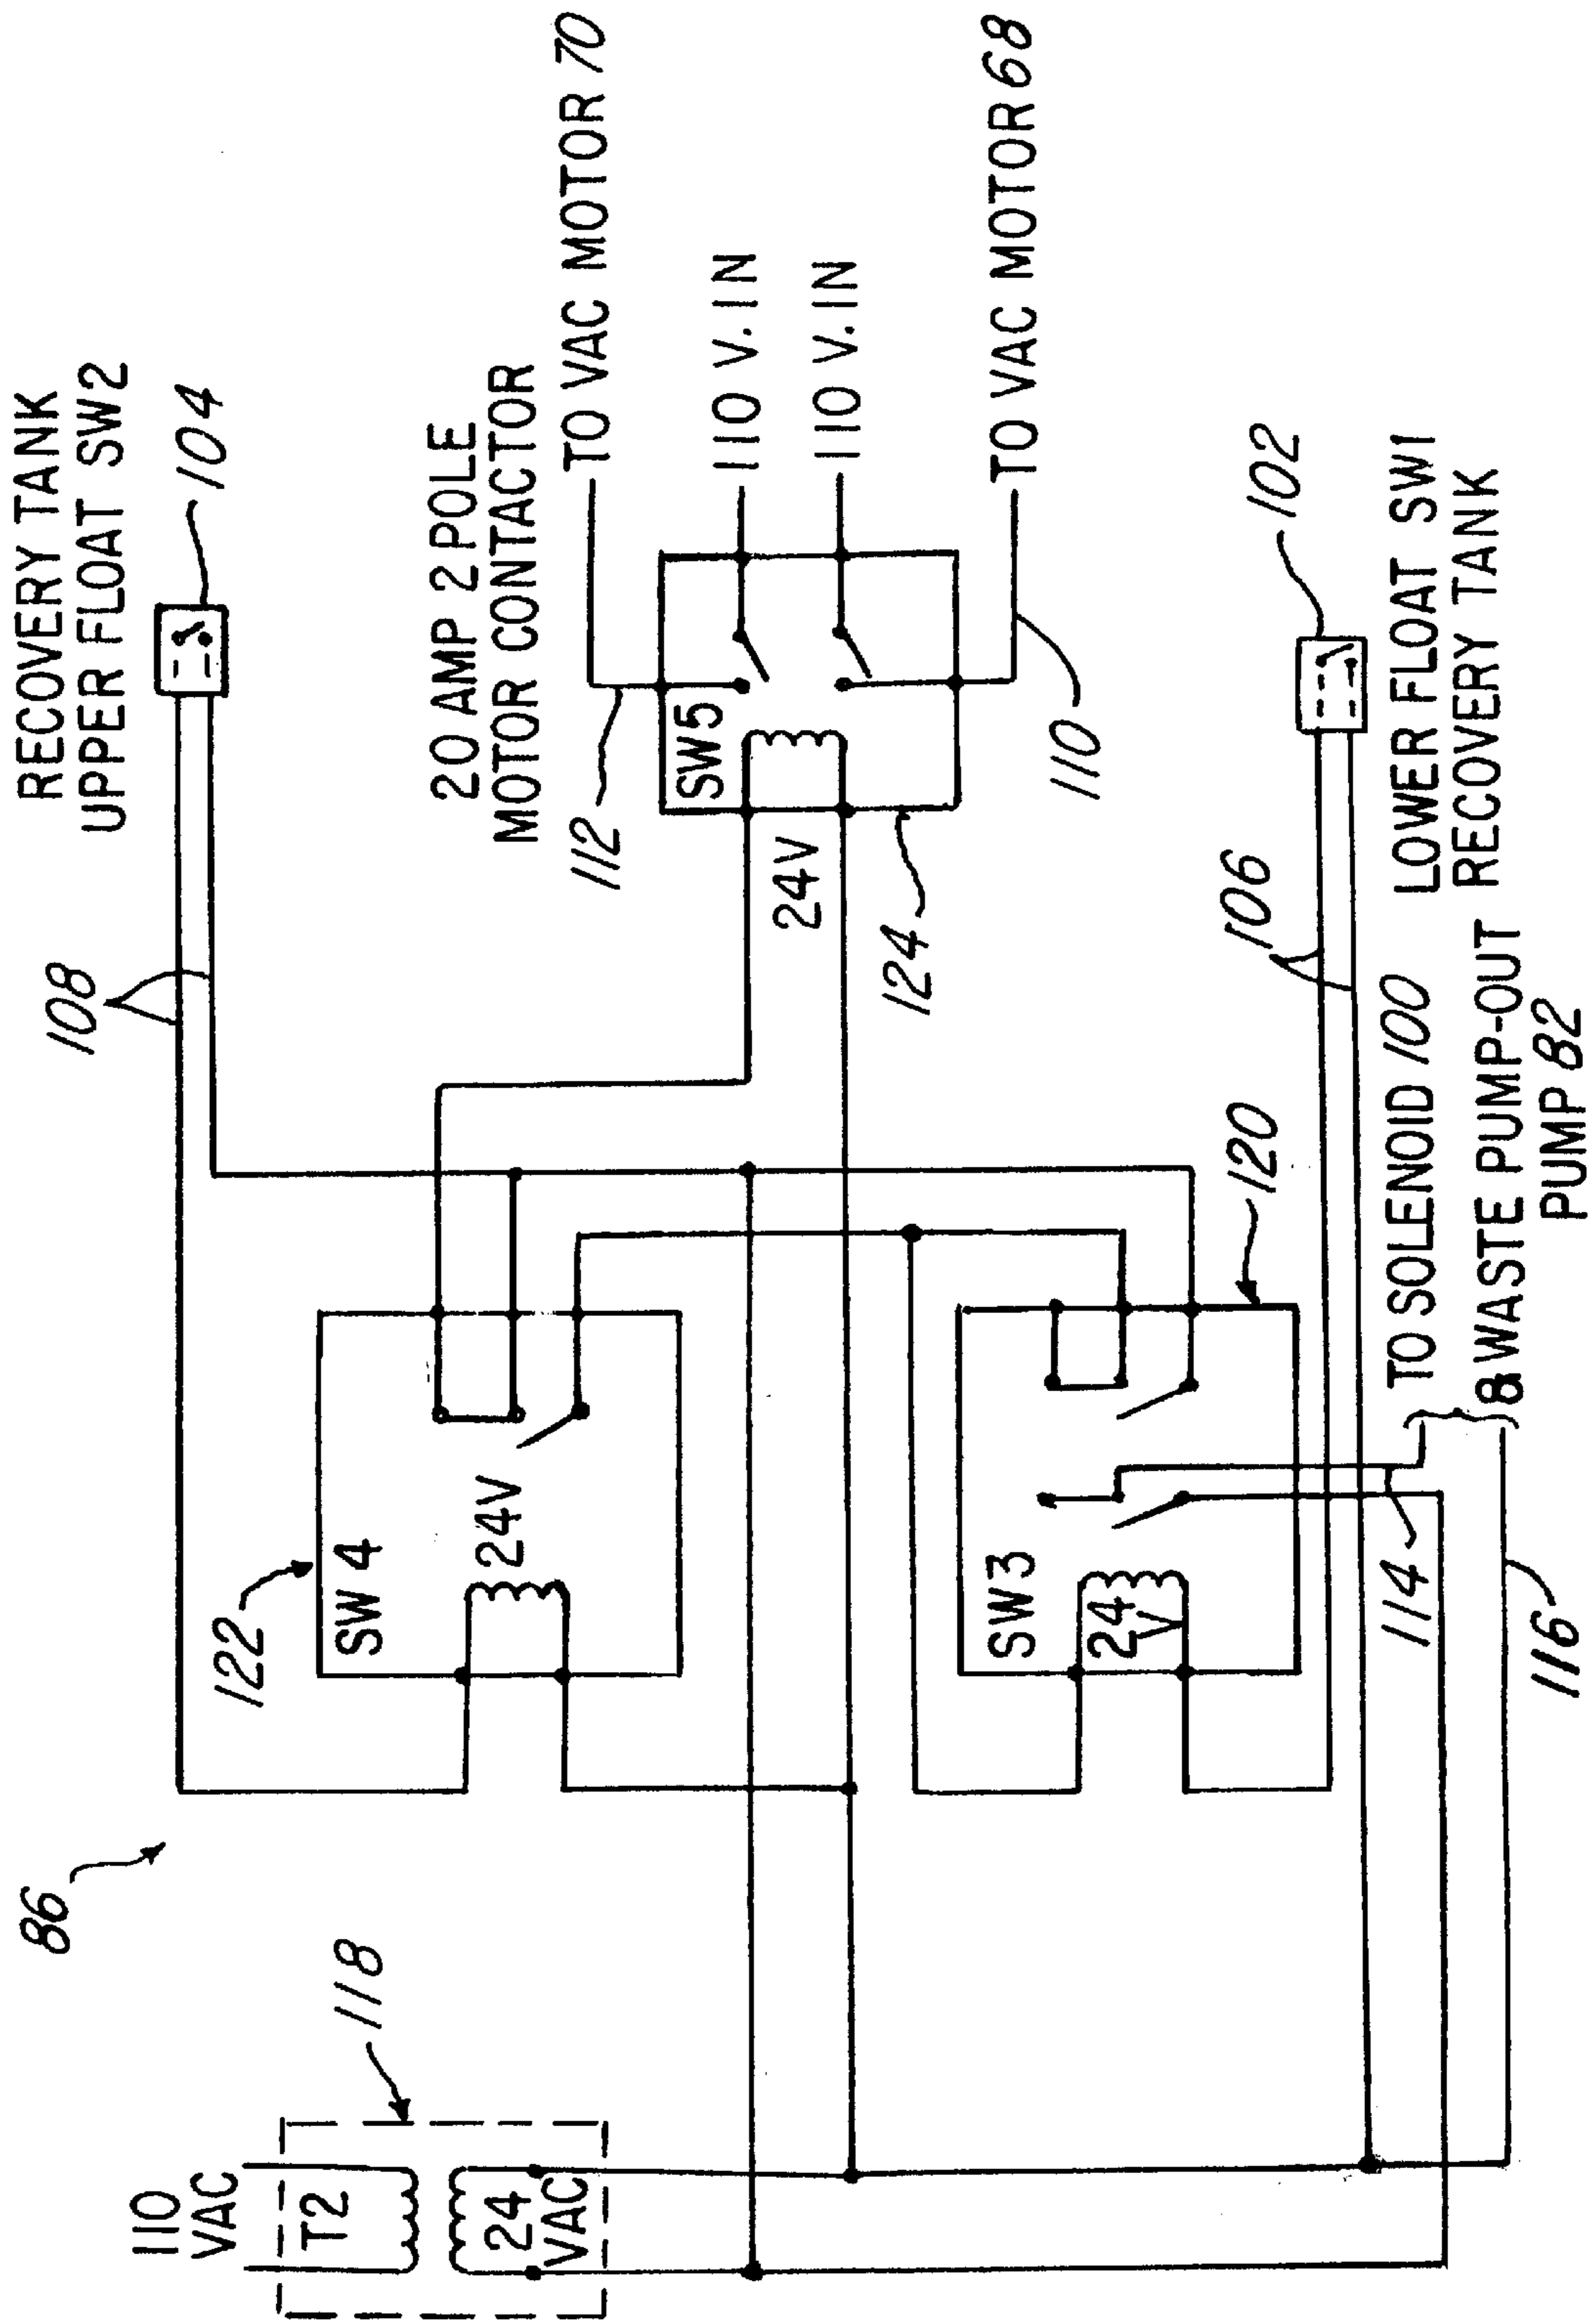 RECOVERY TANK
UPPER FLOAT SW2
104
108
20 AMP 2 POLE
MOTOR CONTACTOR
TO VAC MOTOR 70
110 V. IN
110 V. IN
TO VAC MOTOR 68
112
SW5
24V
124
110
86
122
SW 4
24V
118
110
VAC
T2
24
VAC
120
SW3
24
V
102
106
LOWER FLOAT SW1
RECOVERY TANK
TO SOLENOID 100
& WASTE PUMP-OUT
PUMP 82
114
116